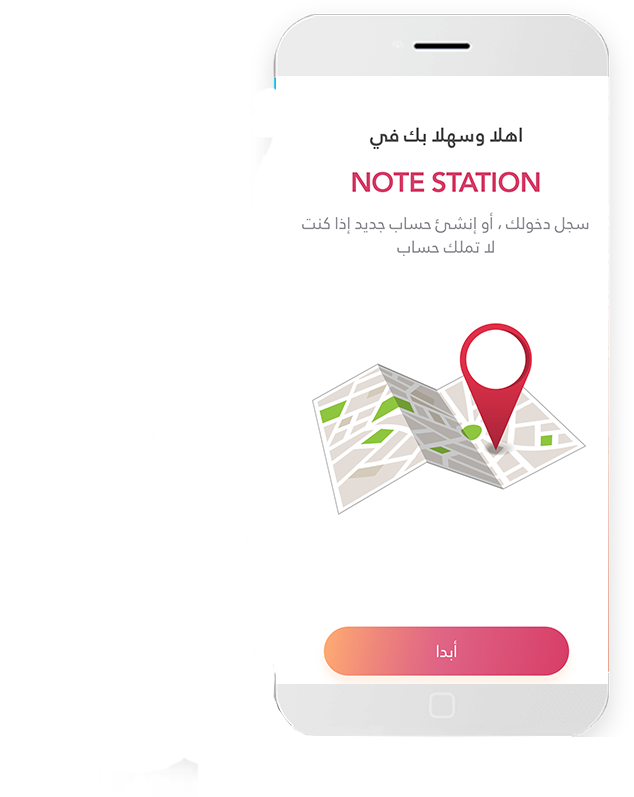 اهلا وسهلا بك في
NOTE STATION
سجل دخولك ، أو إنشئ حساب جديد إذا كنت
لا تملك حساب
أبدا